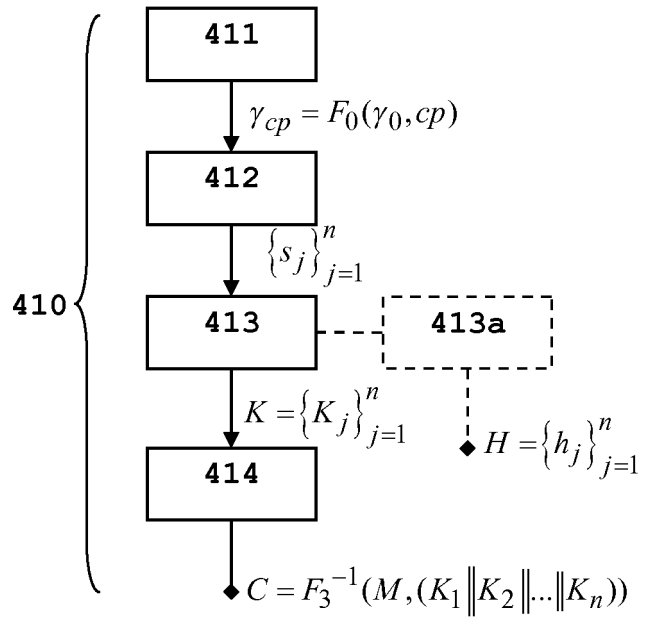 411
γ_cp = F_0(γ_0, cp)
412
{s_j}_{j=1}^n
410
413
413a
K = {K_j}_{j=1}^n
H = {h_j}_{j=1}^n
414
C = F_3^{-1}(M, (K_1‖K_2‖...‖K_n))